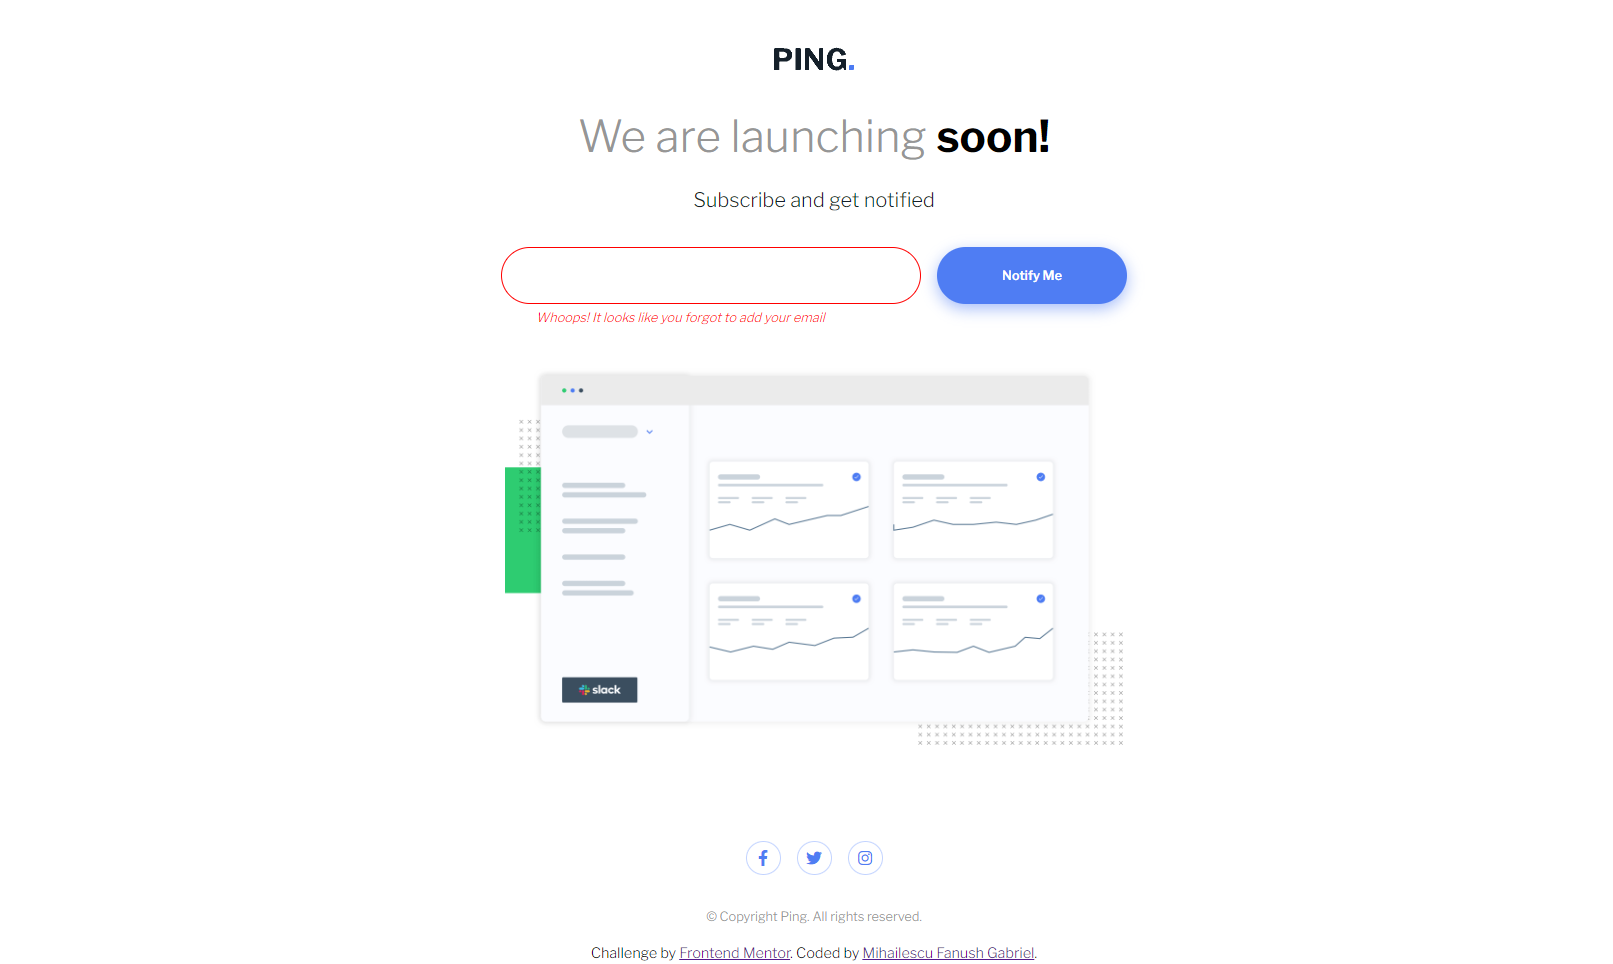 PING.
We are launching soon!
Subscribe and get notified
Notify Me
Whoops! It looks like you forgot to add your email
slack
© Copyright Ping. All rights reserved.
Challenge by Frontend Mentor. Coded by Mihailescu Fanush Gabriel.